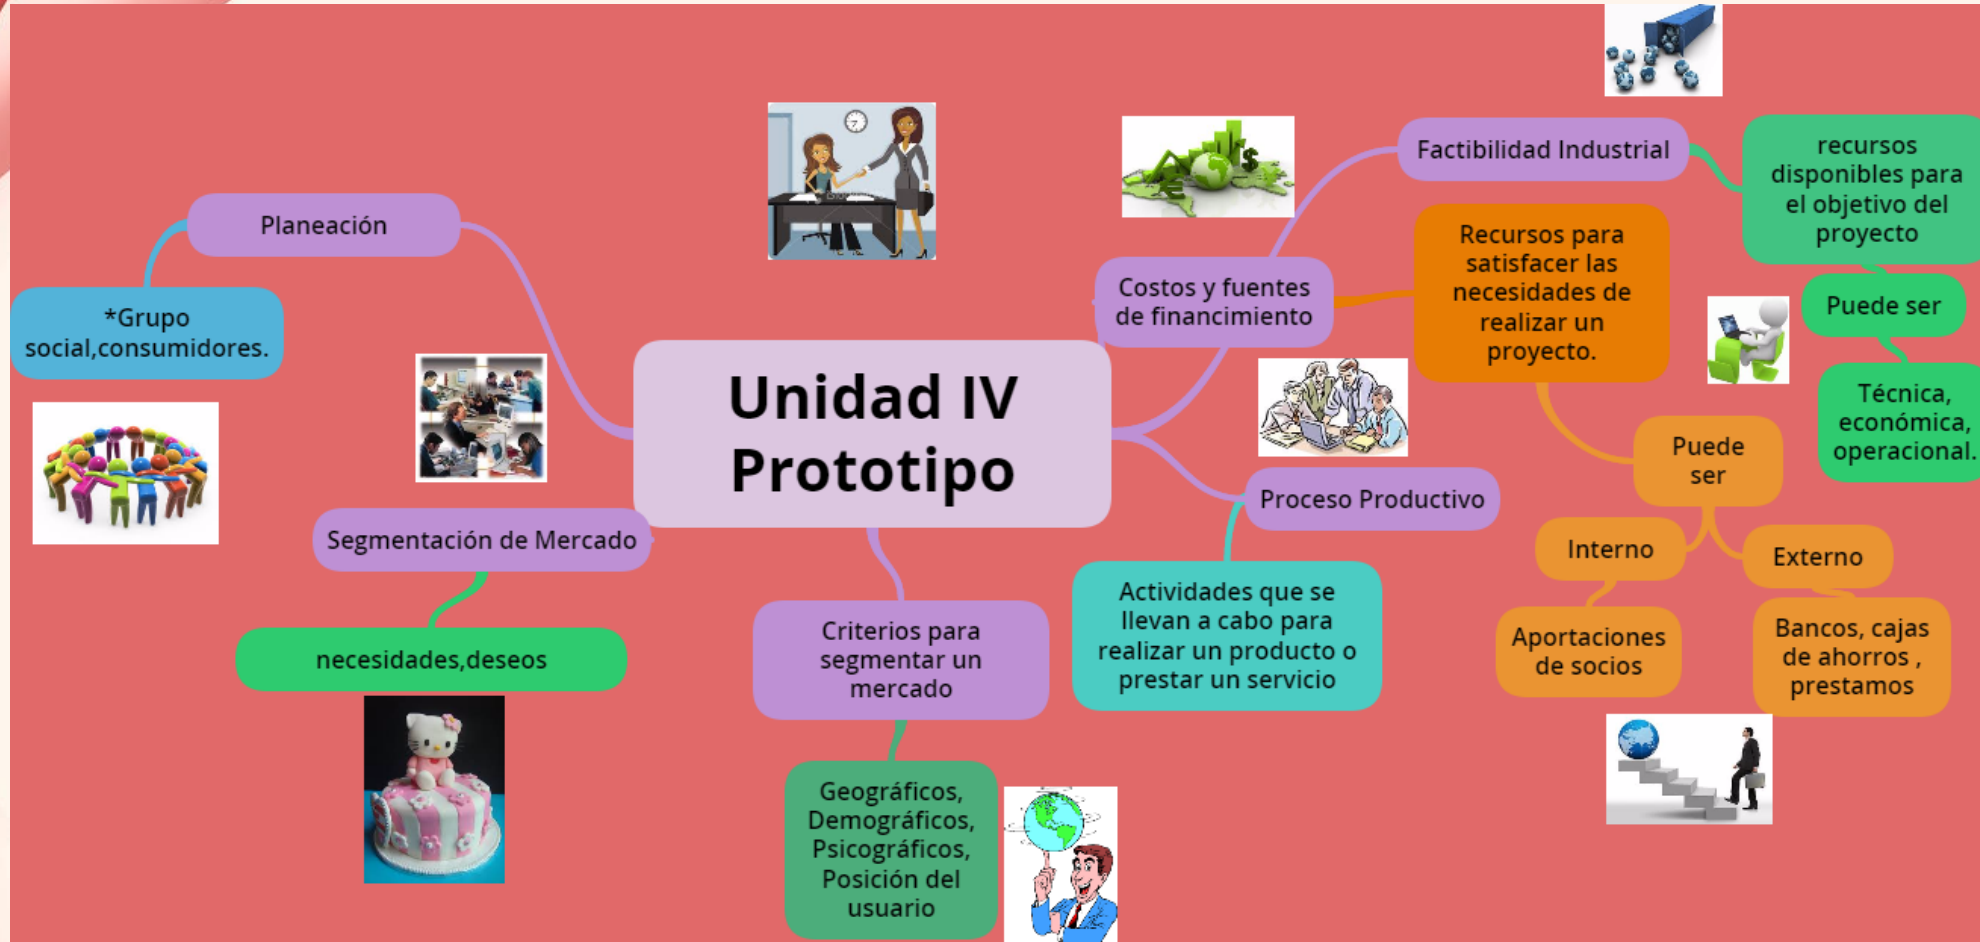 Unidad IV
Prototipo
Planeación
*Grupo
social,consumidores.
Segmentación de Mercado
necesidades,deseos
Criterios para
segmentar un
mercado
Geográficos,
Demográficos,
Psicográficos,
Posición del
usuario
Costos y fuentes
de financimiento
Recursos para
satisfacer las
necesidades de
realizar un
proyecto.
Puede
ser
Interno
Aportaciones
de socios
Externo
Bancos, cajas
de ahorros ,
prestamos
Factibilidad Industrial
recursos
disponibles para
el objetivo del
proyecto
Puede ser
Técnica,
económica,
operacional.
Proceso Productivo
Actividades que se
llevan a cabo para
realizar un producto o
prestar un servicio